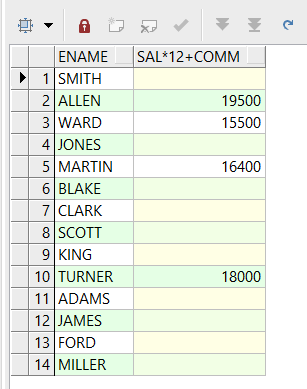 ENAME SAL*12+COMM
1 SMITH
2 ALLEN 19500
3 WARD 15500
4 JONES
5 MARTIN 16400
6 BLAKE
7 CLARK
8 SCOTT
9 KING
10 TURNER 18000
11 ADAMS
12 JAMES
13 FORD
14 MILLER